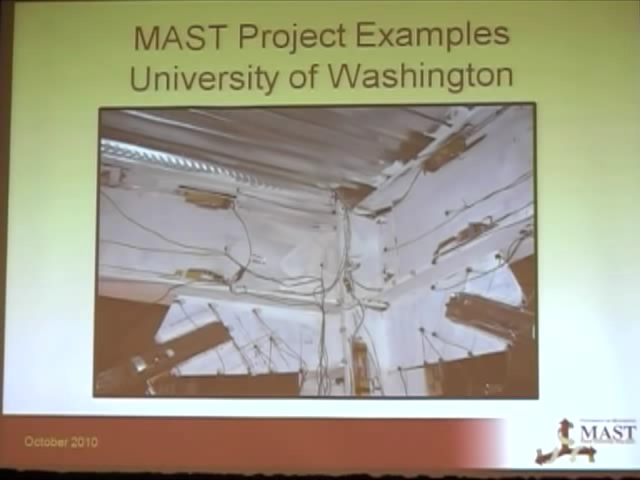 MAST Project Examples
University of Washington
October 2010
MAST